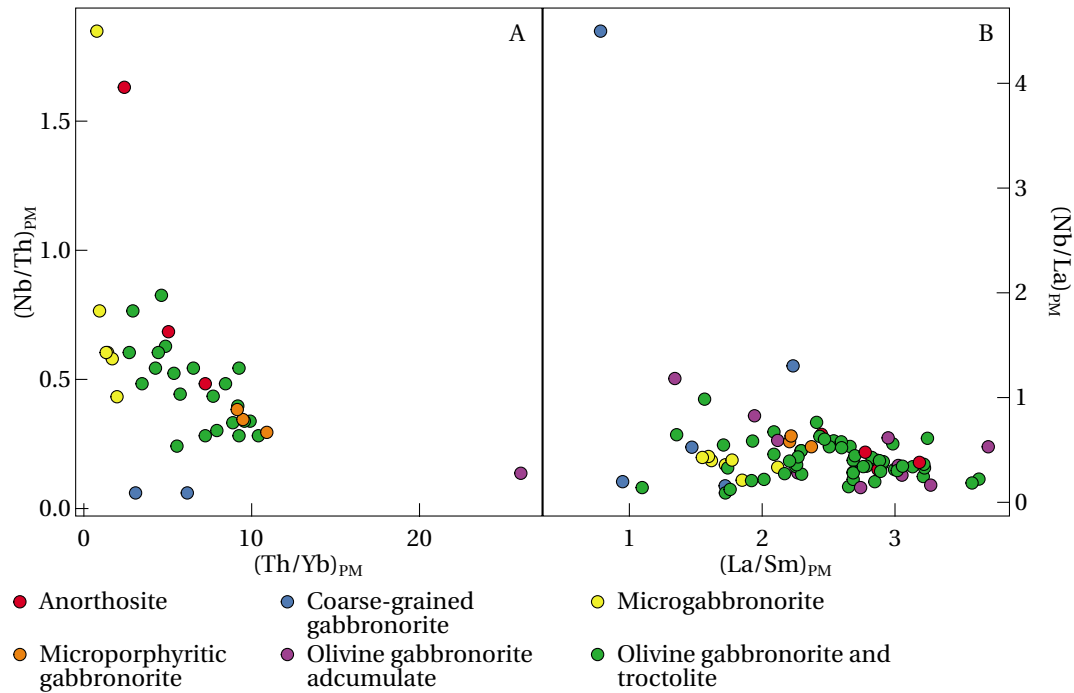 A
B
1.5
1.0
0.5
0.0
(Nb/Th)PM
0
10
20
(Th/Yb)PM
4
3
2
1
0
(Nb/La)PM
1
2
3
(La/Sm)PM
Anorthosite
Coarse-grained
gabbronorite
Microgabbronorite
Microporphyritic
gabbronorite
Olivine gabbronorite
adcumulate
Olivine gabbronorite and
troctolite